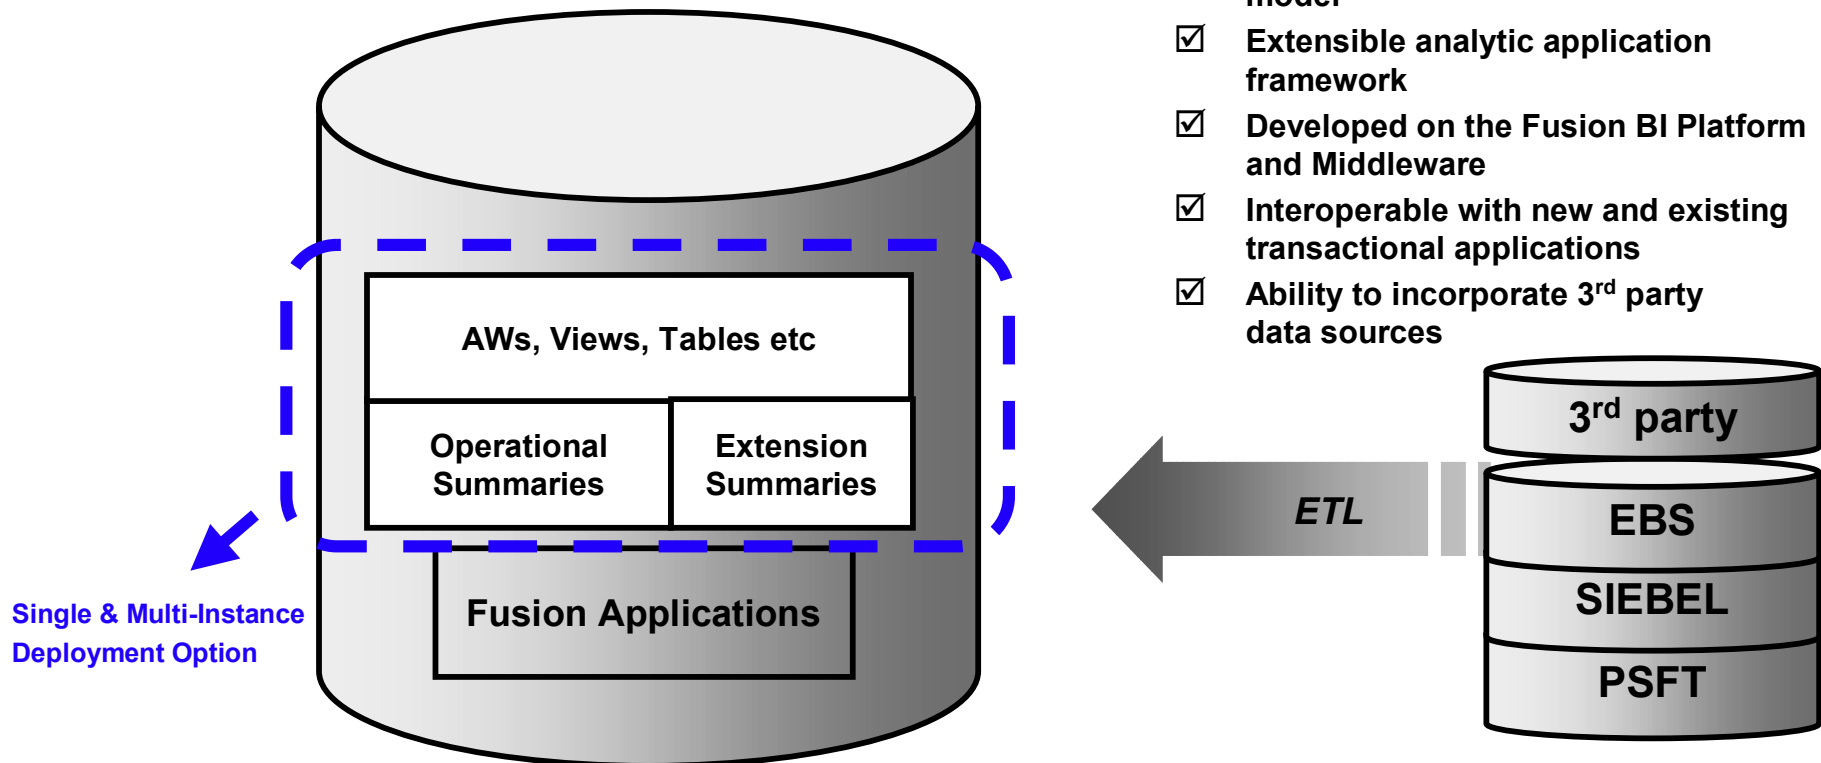 model
☑ Extensible analytic application
framework
☑ Developed on the Fusion BI Platform
and Middleware
☑ Interoperable with new and existing
transactional applications
☑ Ability to incorporate 3rd party
data sources
AWs, Views, Tables etc
Operational
Summaries
Extension
Summaries
Fusion Applications
Single & Multi-Instance
Deployment Option
ETL
3rd party
EBS
SIEBEL
PSFT